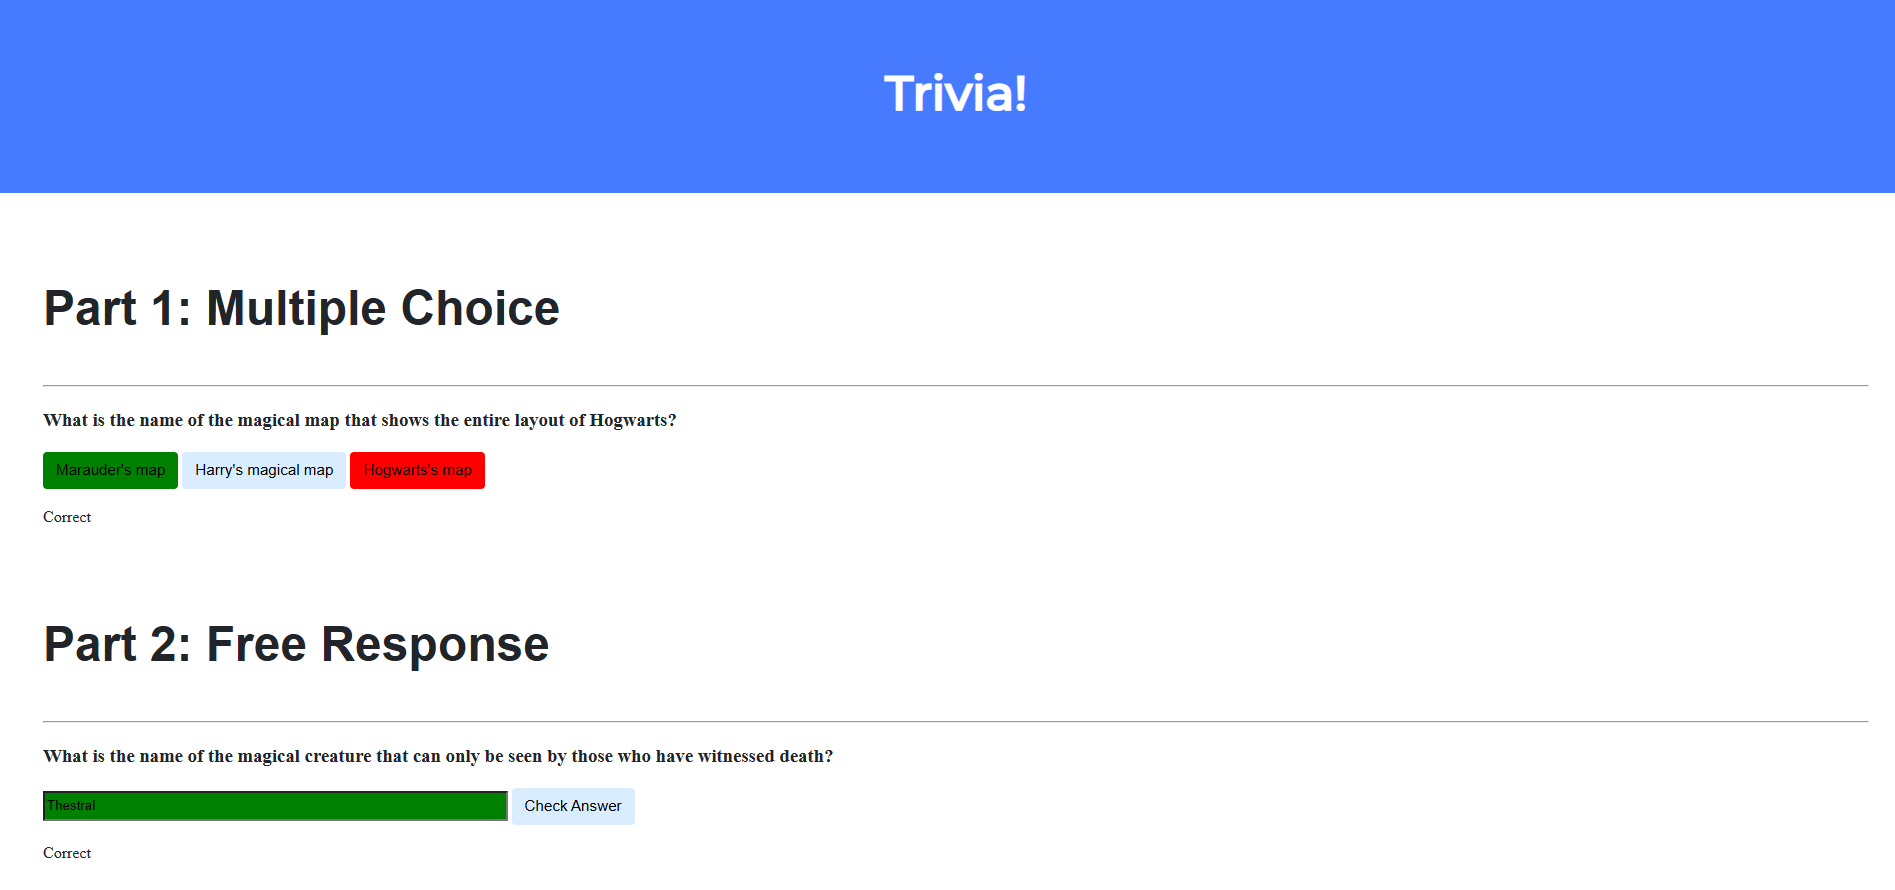 Trivia!
Part 1: Multiple Choice
What is the name of the magical map that shows the entire layout of Hogwarts?
Marauder's map Harry's magical map Hogwarts's map
Correct
Part 2: Free Response
What is the name of the magical creature that can only be seen by those who have witnessed death?
Thestral Check Answer
Correct